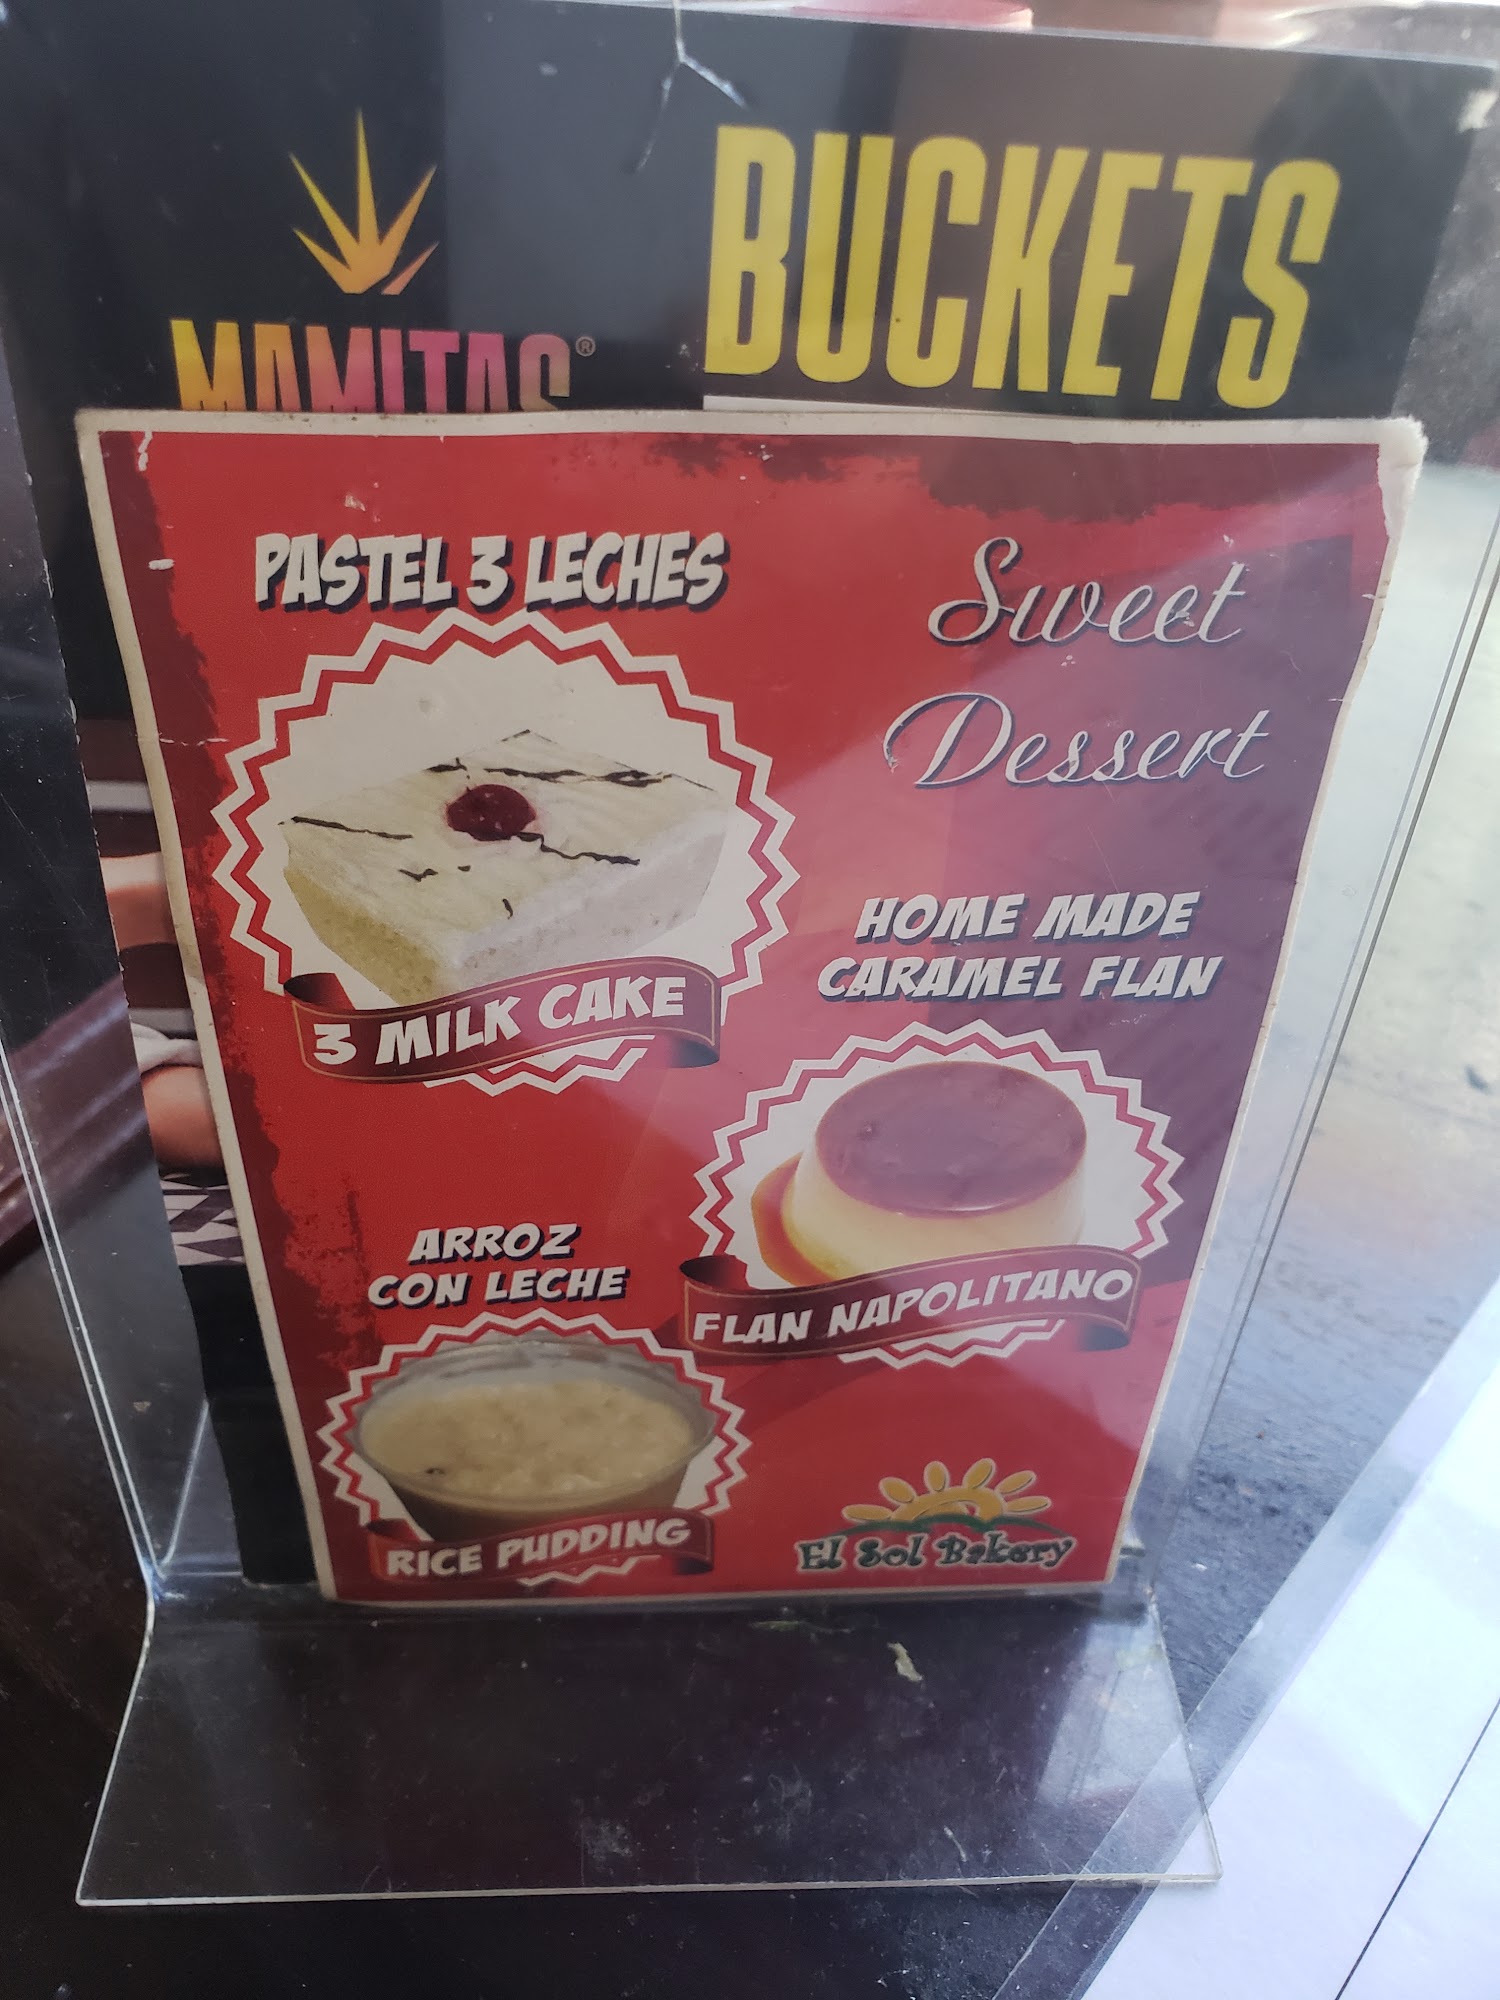 MAMITAS®
BUCKETS
PASTEL 3 LECHES
Sweet
Dessert
3 MILK CAKE
HOME MADE
CARAMEL FLAN
FLAN NAPOLITANO
ARROZ
CON LECHE
RICE PUDDING
El Sol Bakery